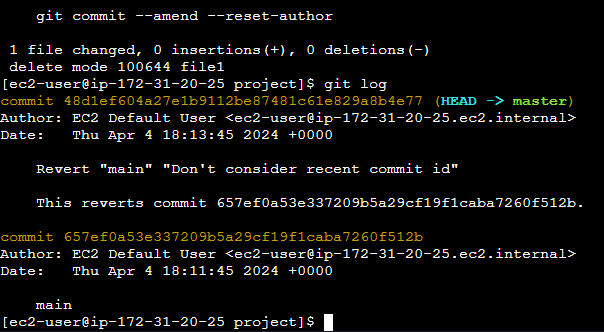 git commit --amend --reset-author
1 file changed, 0 insertions(+), 0 deletions(-)
delete mode 100644 file1
[ec2-user@ip-172-31-20-25 project]$ git log
commit 48d1ef604a27e1b9112be87481c61e829a8b4e77 (HEAD -> master)
Author: EC2 Default User <ec2-user@ip-172-31-20-25.ec2.internal>
Date:   Thu Apr 4 18:13:45 2024 +0000
Revert "main" "Don't consider recent commit id"
This reverts commit 657ef0a53e337209b5a29cf19f1caba7260f512b.
commit 657ef0a53e337209b5a29cf19f1caba7260f512b
Author: EC2 Default User <ec2-user@ip-172-31-20-25.ec2.internal>
Date:   Thu Apr 4 18:11:45 2024 +0000
main
[ec2-user@ip-172-31-20-25 project]$